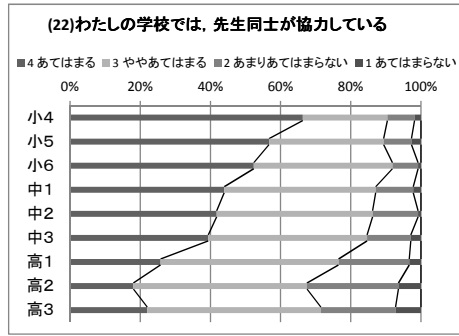 (22)わたしの学校では，先生同士が協力している
■4 あてはまる ■3 ややあてはまる ■2 あまりあてはまらない ■1 あてはまらない
0% 20% 40% 60% 80% 100%
小4
小5
小6
中1
中2
中3
高1
高2
高3